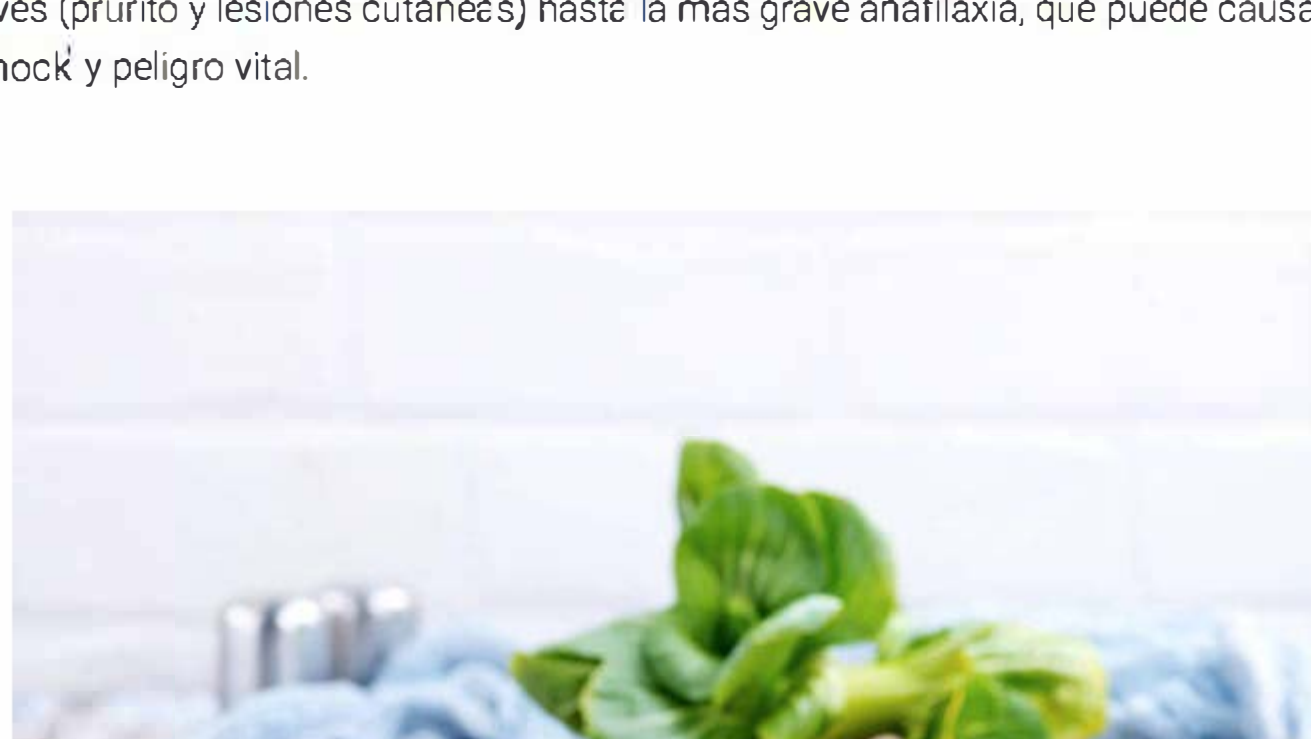 ves (prurito y lesiones cutáneas) hasta la más grave anafilaxia, que puede causa
hock y peligro vital.